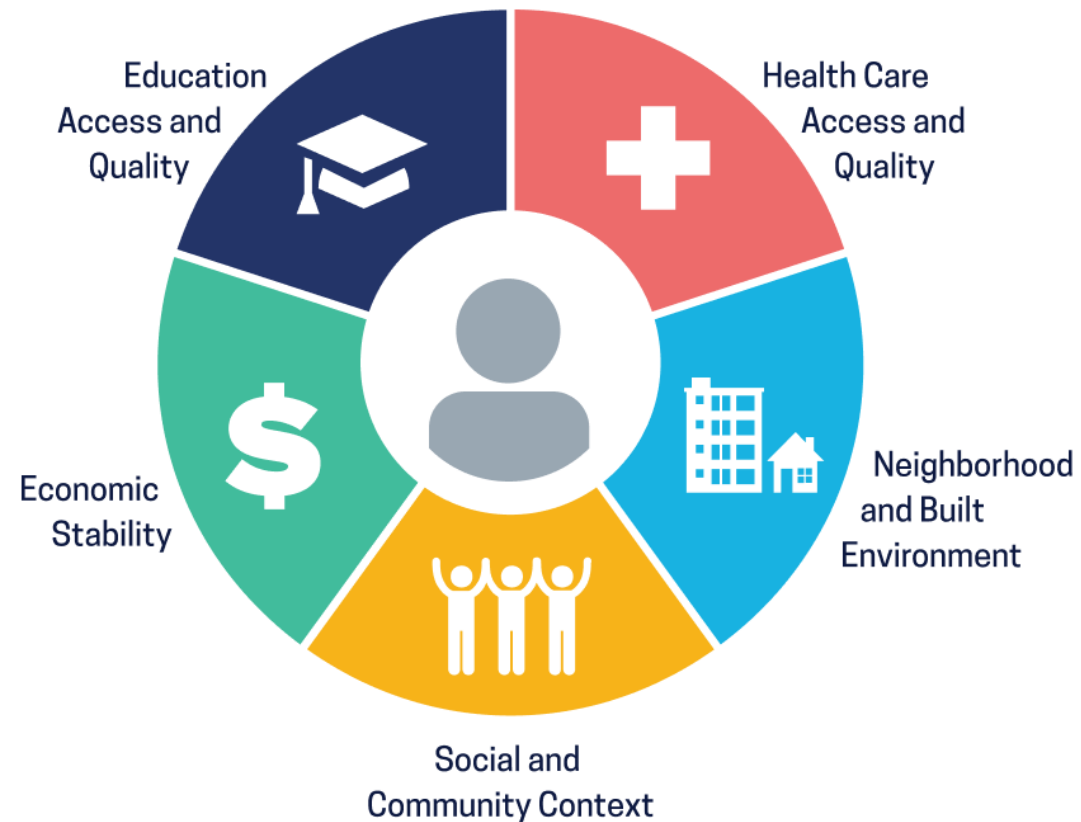 Education
Access and
Quality
Health Care
Access and
Quality
Economic
Stability
Neighborhood
and Built
Environment
Social and
Community Context